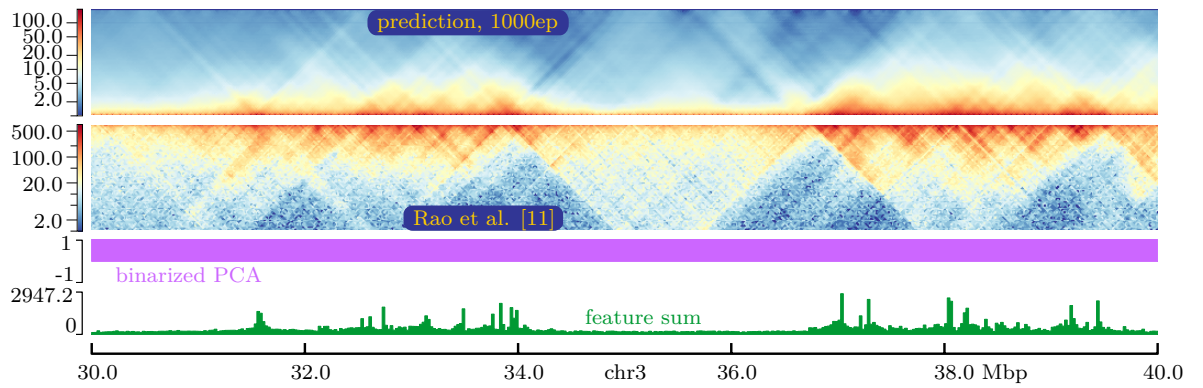 100.0
50.0
20.0
10.0
5.0
2.0
prediction, 1000ep
500.0
100.0
20.0
2.0
Rao et al. [11]
1
-1
binarized PCA
2947.2
0
feature sum
30.0 32.0 34.0 chr3 36.0 38.0 Mbp 40.0